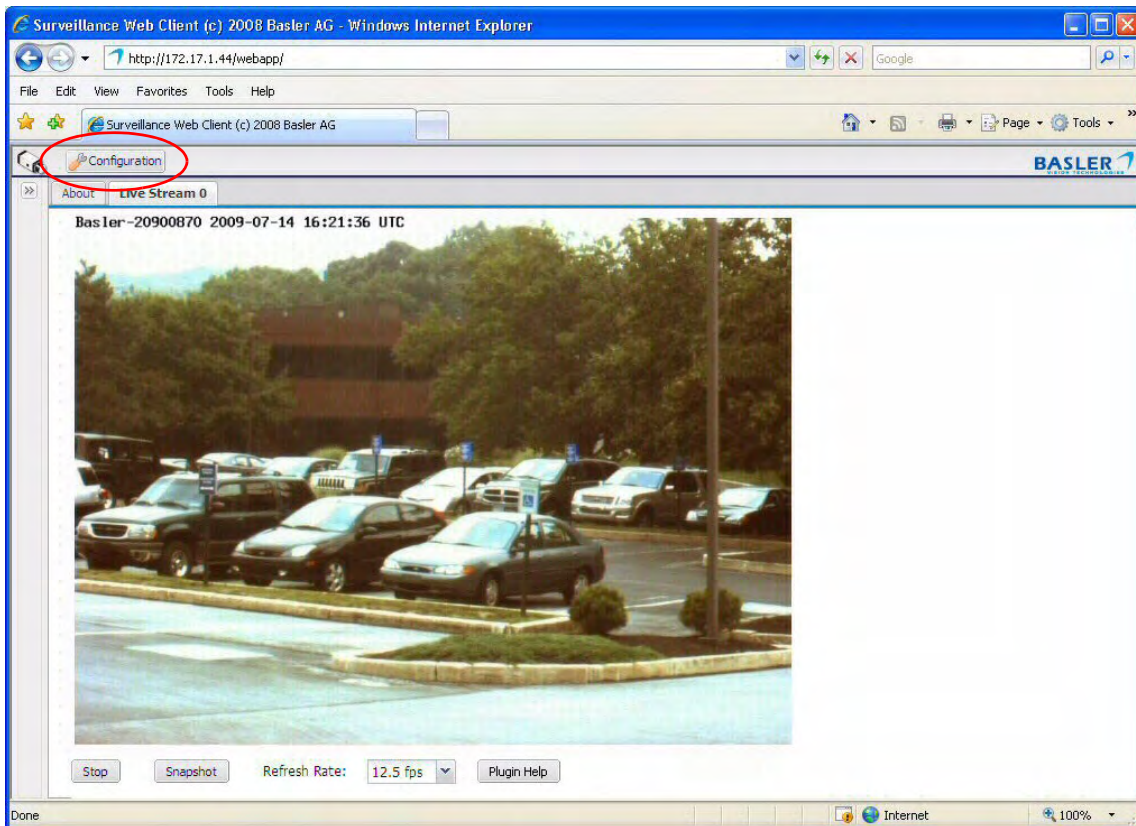 Surveillance Web Client (c) 2008 Basler AG - Windows Internet Explorer
http://172.17.1.44/webapp/
Google
File Edit View Favorites Tools Help
Surveillance Web Client (c) 2008 Basler AG
Page Tools
Configuration
BASLER
VISION TECHNOLOGIES
About Live Stream 0
Basler-20900870 2009-07-14 16:21:36 UTC
Stop Snapshot Refresh Rate: 12.5 fps Plugin Help
Done Internet 100%